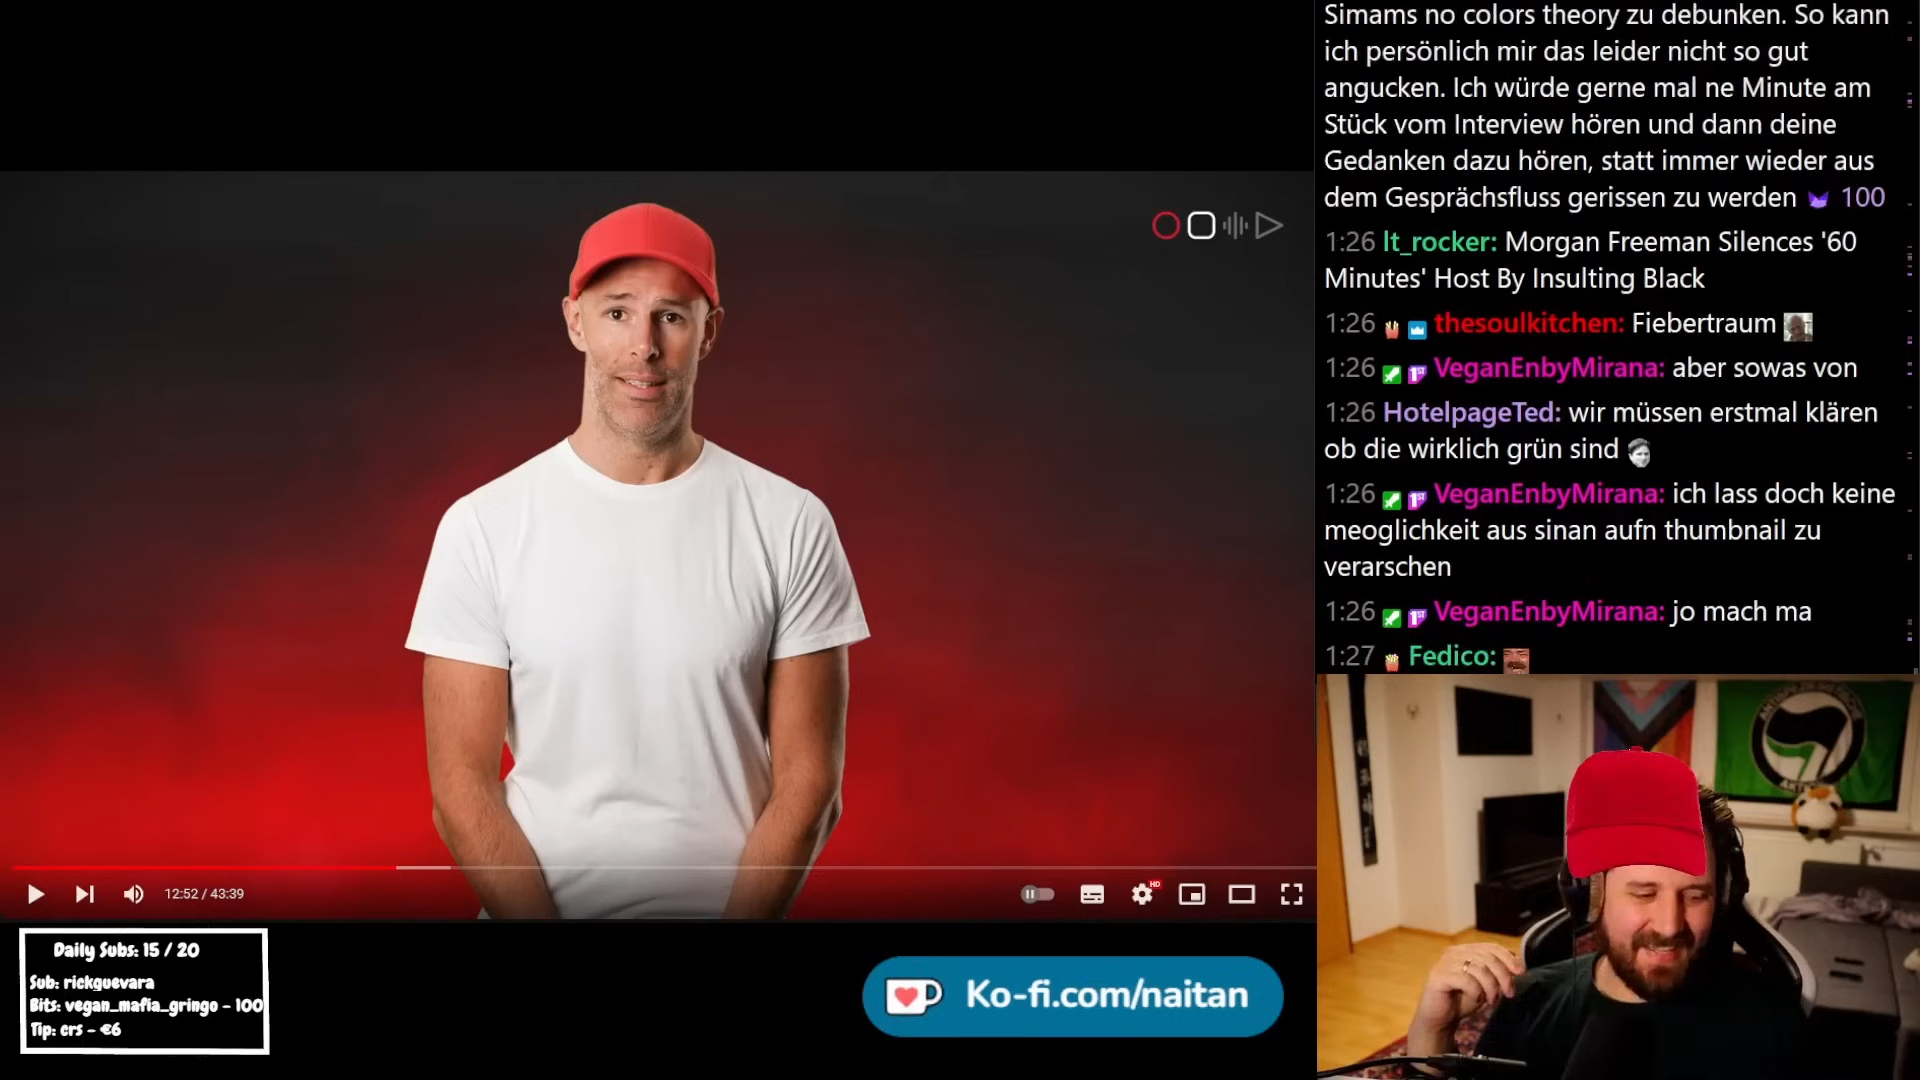 Simams no colors theory zu debunken. So kann
ich persönlich mir das leider nicht so gut
angucken. Ich würde gerne mal ne Minute am
Stück vom Interview hören und dann deine
Gedanken dazu hören, statt immer wieder aus
dem Gesprächsfluss gerissen zu werden 100
1:26 lt_rocker: Morgan Freeman Silences '60
Minutes' Host By Insulting Black
1:26 thesoulkitchen: Fiebertraum
1:26 VeganEnbyMirana: aber sowas von
1:26 HotelpageTed: wir müssen erstmal klären
ob die wirklich grün sind
1:26 VeganEnbyMirana: ich lass doch keine
meoglichkeit aus sinan aufn thumbnail zu
verarschen
1:26 VeganEnbyMirana: jo mach ma
1:27 Fedico:
12:52 / 43:39
HD
Daily Subs: 15 / 20
Sub: rickguevara
Bits: vegan_mafia_gringo - 100
Tip: crs - €6
Ko-fi.com/naitan